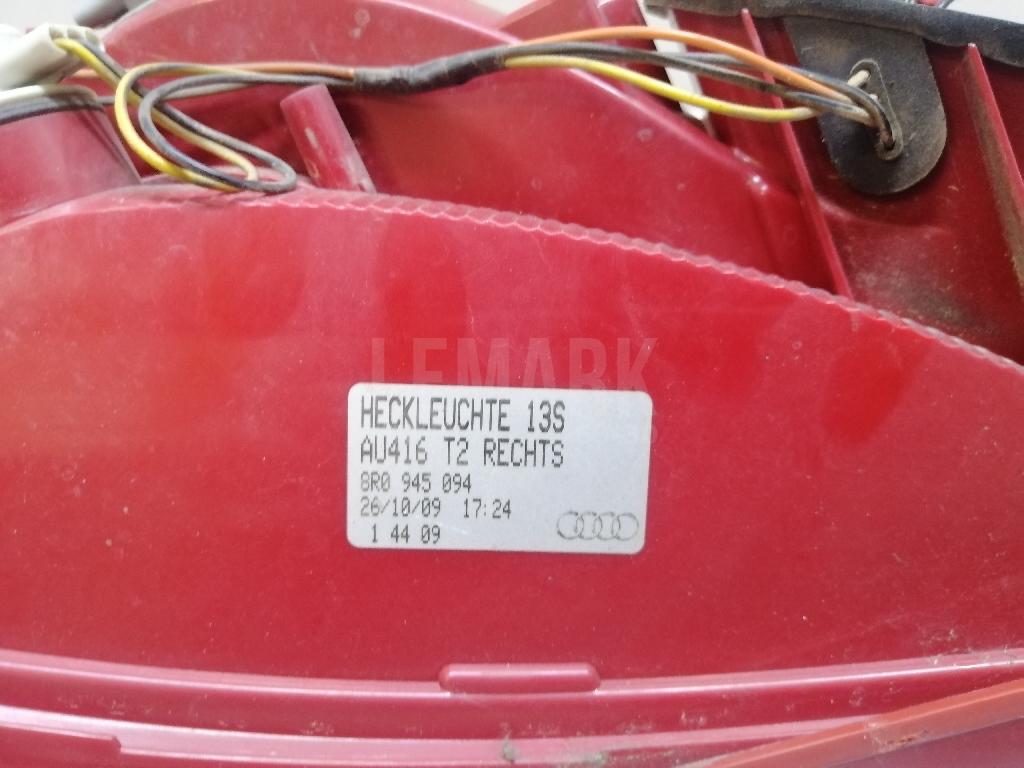 LEMARK
HECKLEUCHTE 13S
AU416 T2 RECHTS
8R0 945 094
26/10/09 17:24
1 44 09